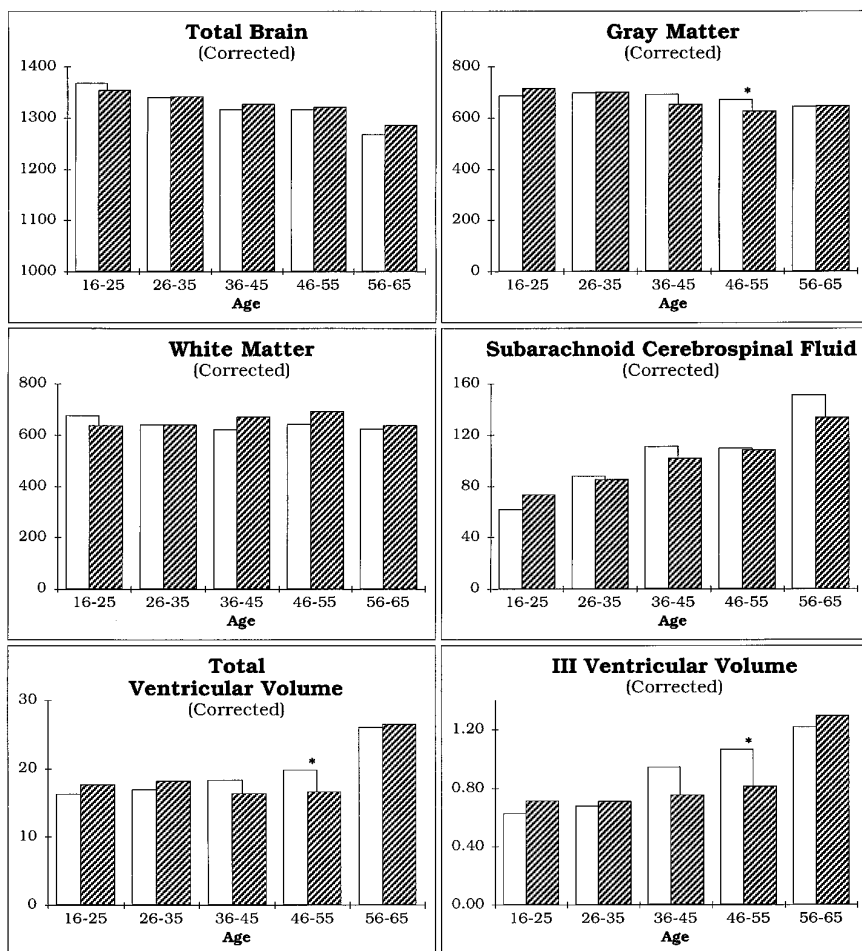 Total Brain
(Corrected)
1400
1300
1200
1100
1000
16-25 26-35 36-45 46-55 56-65
Age
Gray Matter
(Corrected)
800
600
400
200
0
*
16-25 26-35 36-45 46-55 56-65
Age
White Matter
(Corrected)
800
600
400
200
0
16-25 26-35 36-45 46-55 56-65
Age
Subarachnoid Cerebrospinal Fluid
(Corrected)
160
120
80
40
0
16-25 26-35 36-45 46-55 56-65
Age
Total
Ventricular Volume
(Corrected)
30
20
10
0
*
16-25 26-35 36-45 46-55 56-65
Age
III Ventricular Volume
(Corrected)
1.20
0.80
0.40
0.00
*
16-25 26-35 36-45 46-55 56-65
Age